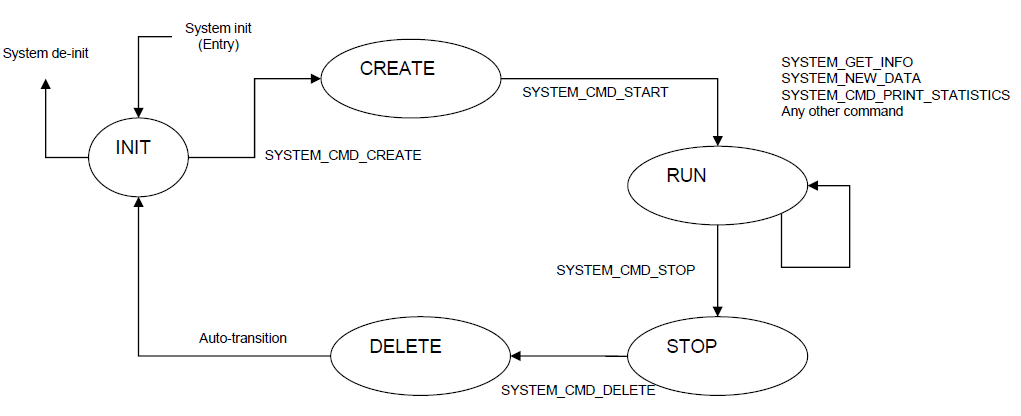 System init
(Entry)
System de-init
CREATE
SYSTEM_CMD_START
SYSTEM_GET_INFO
SYSTEM_NEW_DATA
SYSTEM_CMD_PRINT_STATISTICS
Any other command
INIT
SYSTEM_CMD_CREATE
RUN
SYSTEM_CMD_STOP
Auto-transition
DELETE
STOP
SYSTEM_CMD_DELETE